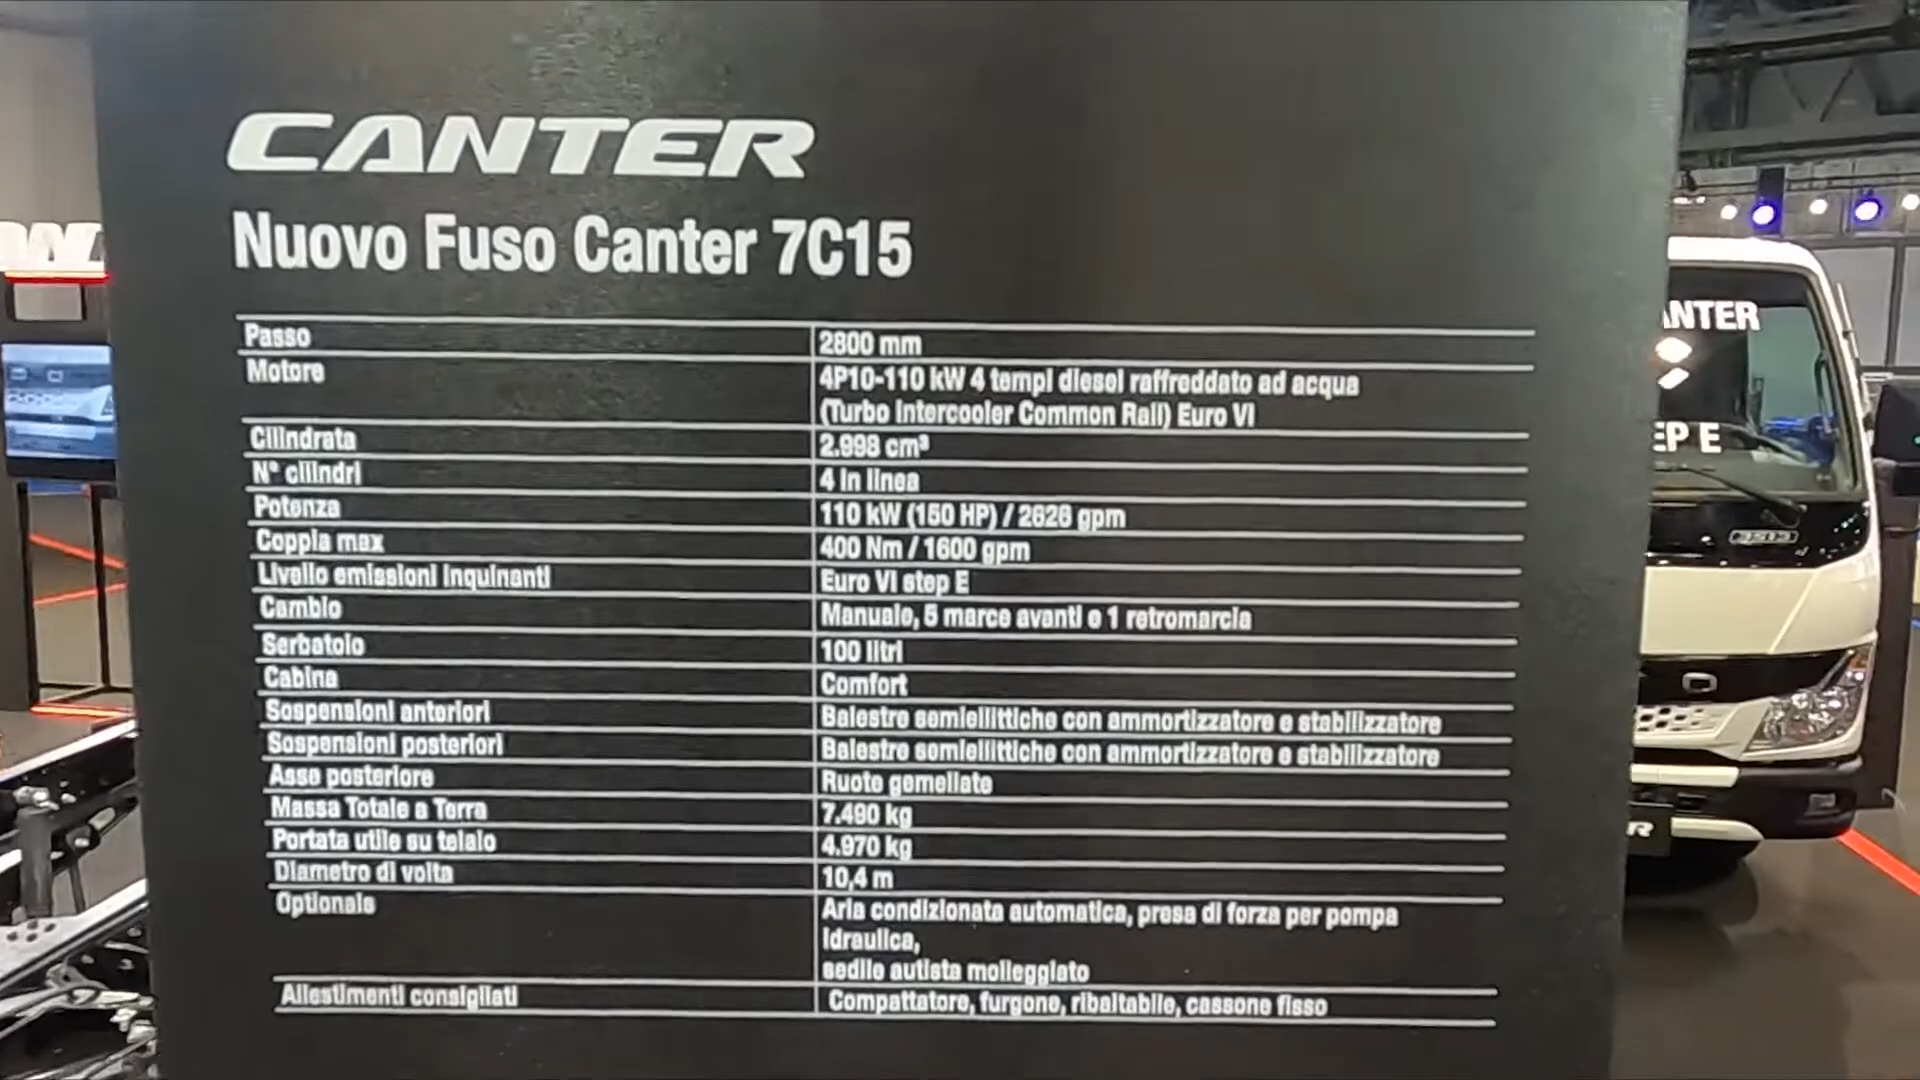 CANTER
Nuovo Fuso Canter 7C15
Passo 2800 mm
Motore 4P10-110 kW 4 tempi diesel raffreddato ad acqua
(Turbo Intercooler Common Rail) Euro VI
Cilindrata 2.998 cm³
N° cilindri 4 in linea
Potenza 110 kW (150 HP) / 2626 gpm
Coppia max 400 Nm / 1600 gpm
Livello emissioni inquinanti Euro VI step E
Cambio Manuale, 5 marce avanti e 1 retromarcia
Serbatoio 100 litri
Cabina Comfort
Sospensioni anteriori Balestre semiellittiche con ammortizzatore e stabilizzatore
Sospensioni posteriori Balestre semiellittiche con ammortizzatore e stabilizzatore
Asse posteriore Ruote gemellate
Massa Totale a Terra 7.490 kg
Portata utile su telaio 4.970 kg
Diametro di volta 10,4 m
Optionals Aria condizionata automatica, presa di forza per pompa
idraulica,
sedile autista molleggiato
Allestimenti consigliati Compattatore, furgone, ribaltabile, cassone fisso
ANTER
EP E
3S13
R